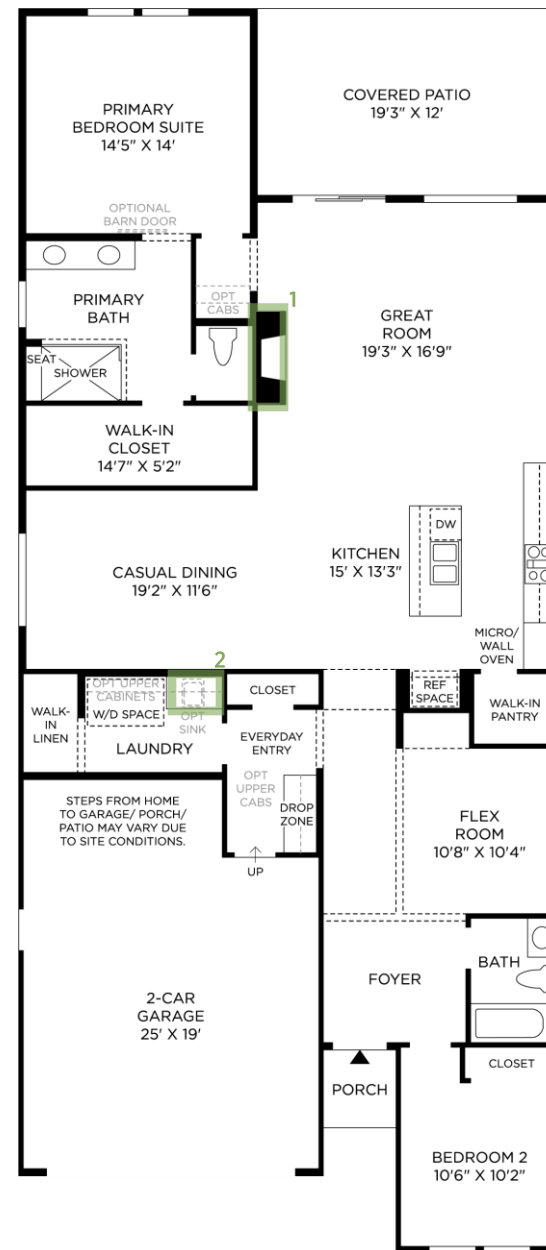 PRIMARY
BEDROOM SUITE
14'5" X 14'
COVERED PATIO
19'3" X 12'
OPTIONAL
BARN DOOR
OPT
CABS
1
PRIMARY
BATH
GREAT
ROOM
19'3" X 16'9"
SEAT
SHOWER
WALK-IN
CLOSET
14'7" X 5'2"
DW
KITCHEN
15' X 13'3"
CASUAL DINING
19'2" X 11'6"
MICRO/
WALL
OVEN
2
OPT UPPER
CABINETS
W/D SPACE
OPT
SINK
CLOSET
REF
SPACE
WALK-IN
PANTRY
WALK-
IN
LINEN
LAUNDRY
EVERYDAY
ENTRY
OPT
UPPER
CABS
DROP
ZONE
UP
STEPS FROM HOME
TO GARAGE/ PORCH/
PATIO MAY VARY DUE
TO SITE CONDITIONS.
FLEX
ROOM
10'8" X 10'4"
2-CAR
GARAGE
25' X 19'
FOYER
BATH
PORCH
CLOSET
BEDROOM 2
10'6" X 10'2"